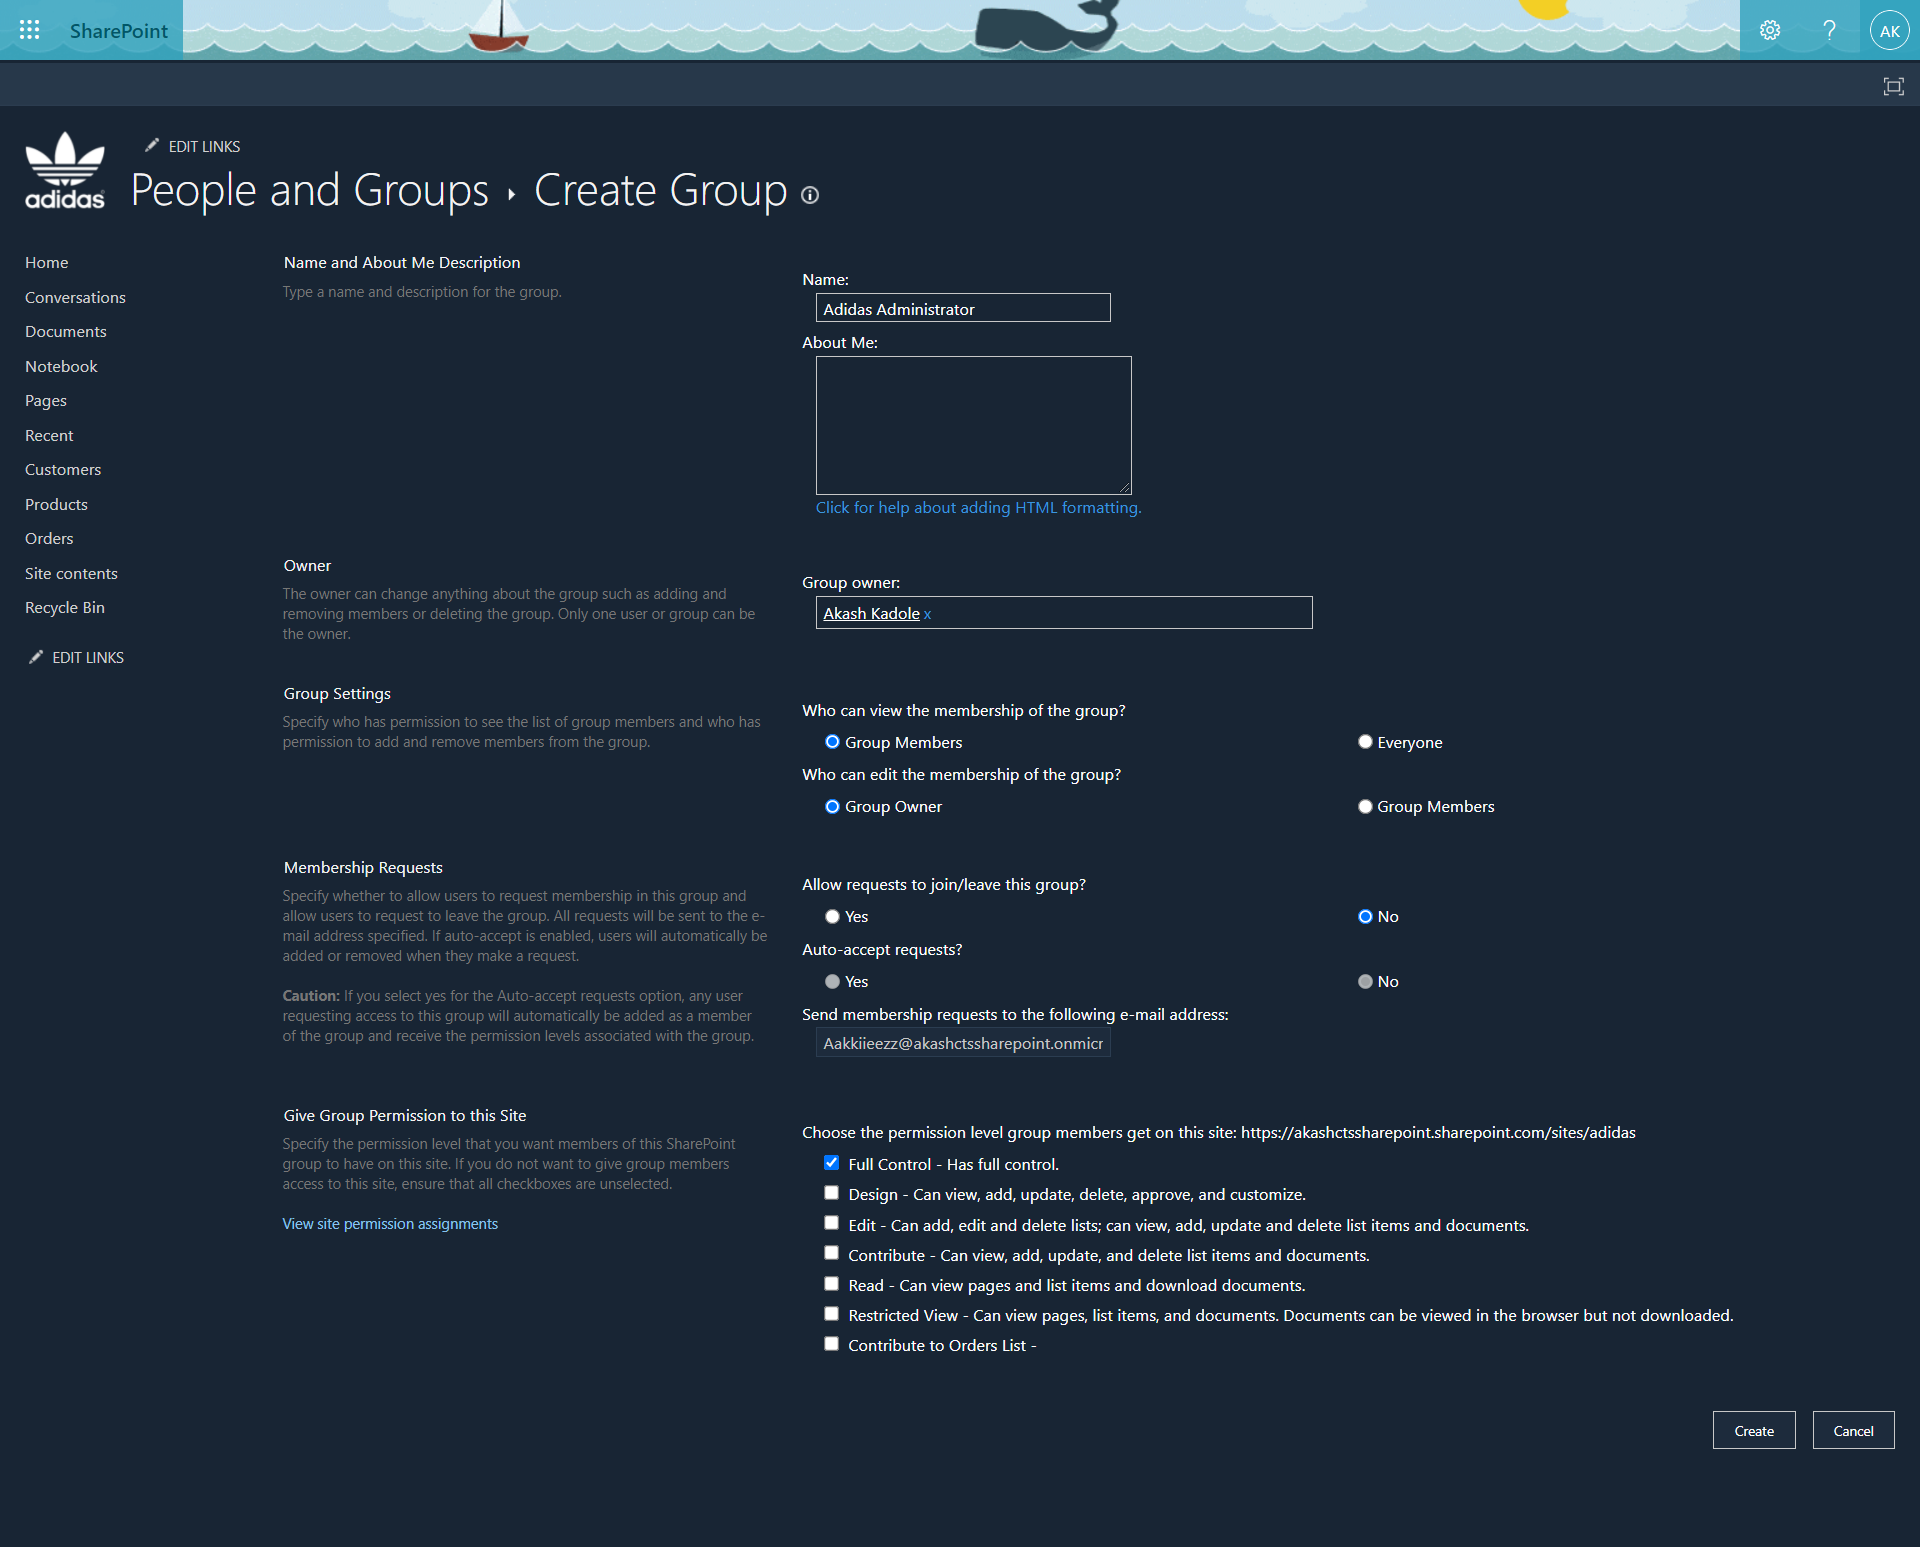 SharePoint
?
AK
EDIT LINKS
adidas
People and Groups ▸ Create Group
Home
Conversations
Documents
Notebook
Pages
Recent
Customers
Products
Orders
Site contents
Recycle Bin
EDIT LINKS
Name and About Me Description
Type a name and description for the group.
Name:
Adidas Administrator
About Me:
Click for help about adding HTML formatting.
Owner
The owner can change anything about the group such as adding and
removing members or deleting the group. Only one user or group can be
the owner.
Group owner:
Akash Kadole x
Group Settings
Specify who has permission to see the list of group members and who has
permission to add and remove members from the group.
Who can view the membership of the group?
Group Members
Everyone
Who can edit the membership of the group?
Group Owner
Group Members
Membership Requests
Specify whether to allow users to request membership in this group and
allow users to request to leave the group. All requests will be sent to the e-
mail address specified. If auto-accept is enabled, users will automatically be
added or removed when they make a request.
Caution: If you select yes for the Auto-accept requests option, any user
requesting access to this group will automatically be added as a member
of the group and receive the permission levels associated with the group.
Allow requests to join/leave this group?
Yes
No
Auto-accept requests?
Yes
No
Send membership requests to the following e-mail address:
Aakkiieezz@akashctssharepoint.onmicr
Give Group Permission to this Site
Specify the permission level that you want members of this SharePoint
group to have on this site. If you do not want to give group members
access to this site, ensure that all checkboxes are unselected.
View site permission assignments
Choose the permission level group members get on this site: https://akashctssharepoint.sharepoint.com/sites/adidas
Full Control - Has full control.
Design - Can view, add, update, delete, approve, and customize.
Edit - Can add, edit and delete lists; can view, add, update and delete list items and documents.
Contribute - Can view, add, update, and delete list items and documents.
Read - Can view pages and list items and download documents.
Restricted View - Can view pages, list items, and documents. Documents can be viewed in the browser but not downloaded.
Contribute to Orders List -
Create
Cancel